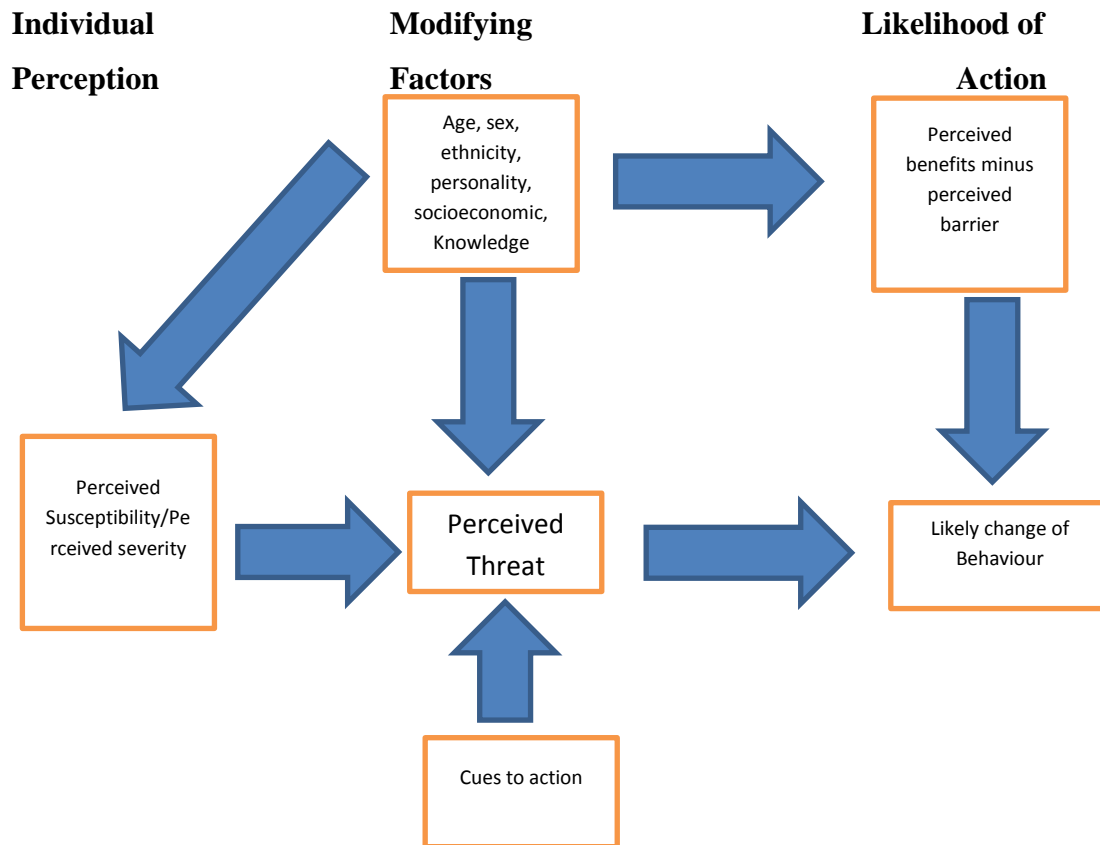 Individual
Perception
Modifying
Factors
Likelihood of
Action
Age, sex,
ethnicity,
personality,
socioeconomic,
Knowledge
Perceived
benefits minus
perceived
barrier
Perceived
Susceptibility/Pe
rceived severity
Perceived
Threat
Likely change of
Behaviour
Cues to action